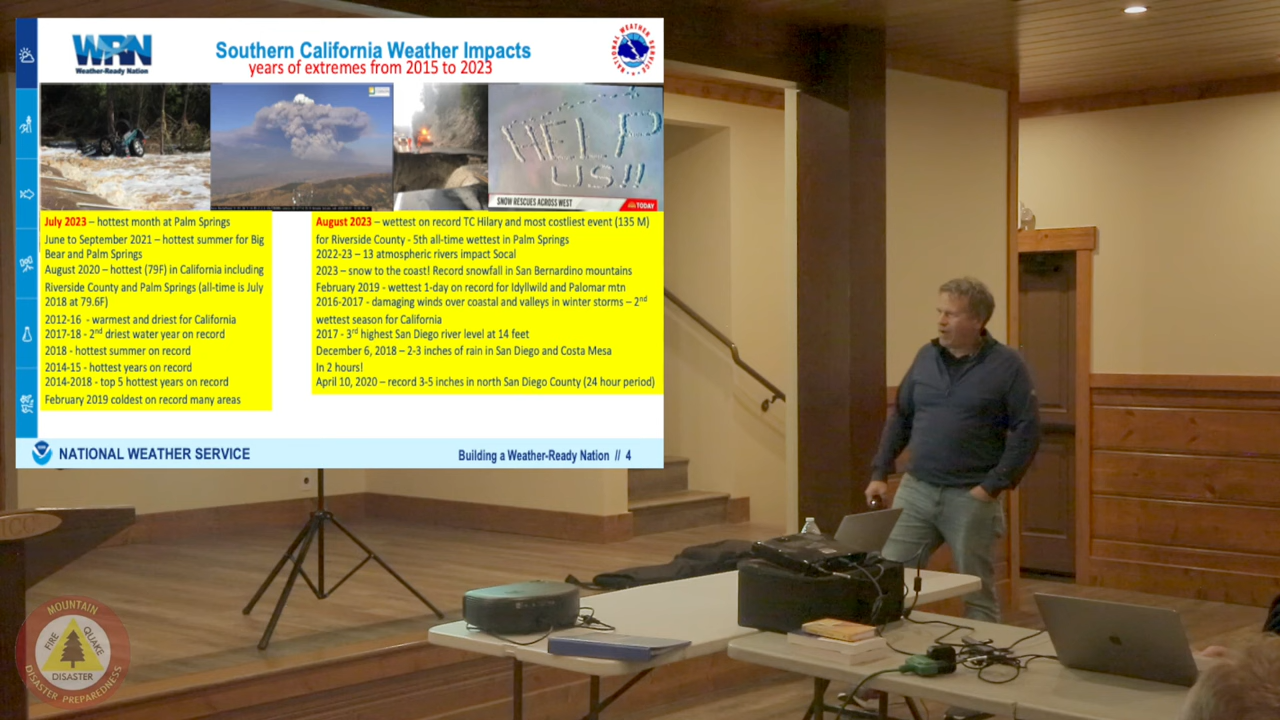 WRN
Weather-Ready Nation
Southern California Weather Impacts
years of extremes from 2015 to 2023
NATIONAL WEATHER SERVICE
HELP
US!!
SNOW RESCUES ACROSS WEST
TODAY
July 2023 – hottest month at Palm Springs
June to September 2021 – hottest summer for Big
Bear and Palm Springs
August 2020 – hottest (79F) in California including
Riverside County and Palm Springs (all-time is July
2018 at 79.6F)
2012-16 - warmest and driest for California
2017-18 - 2nd driest water year on record
2018 - hottest summer on record
2014-15 - hottest years on record
2014-2018 - top 5 hottest years on record
February 2019 coldest on record many areas
August 2023 – wettest on record TC Hilary and most costliest event (135 M)
for Riverside County - 5th all-time wettest in Palm Springs
2022-23 – 13 atmospheric rivers impact Socal
2023 – snow to the coast! Record snowfall in San Bernardino mountains
February 2019 - wettest 1-day on record for Idyllwild and Palomar mtn
2016-2017 - damaging winds over coastal and valleys in winter storms – 2nd
wettest season for California
2017 - 3rd highest San Diego river level at 14 feet
December 6, 2018 – 2-3 inches of rain in San Diego and Costa Mesa
In 2 hours!
April 10, 2020 – record 3-5 inches in north San Diego County (24 hour period)
NATIONAL WEATHER SERVICE
Building a Weather-Ready Nation // 4
MOUNTAIN
FIRE
QUAKE
DISASTER
DISASTER PREPAREDNESS